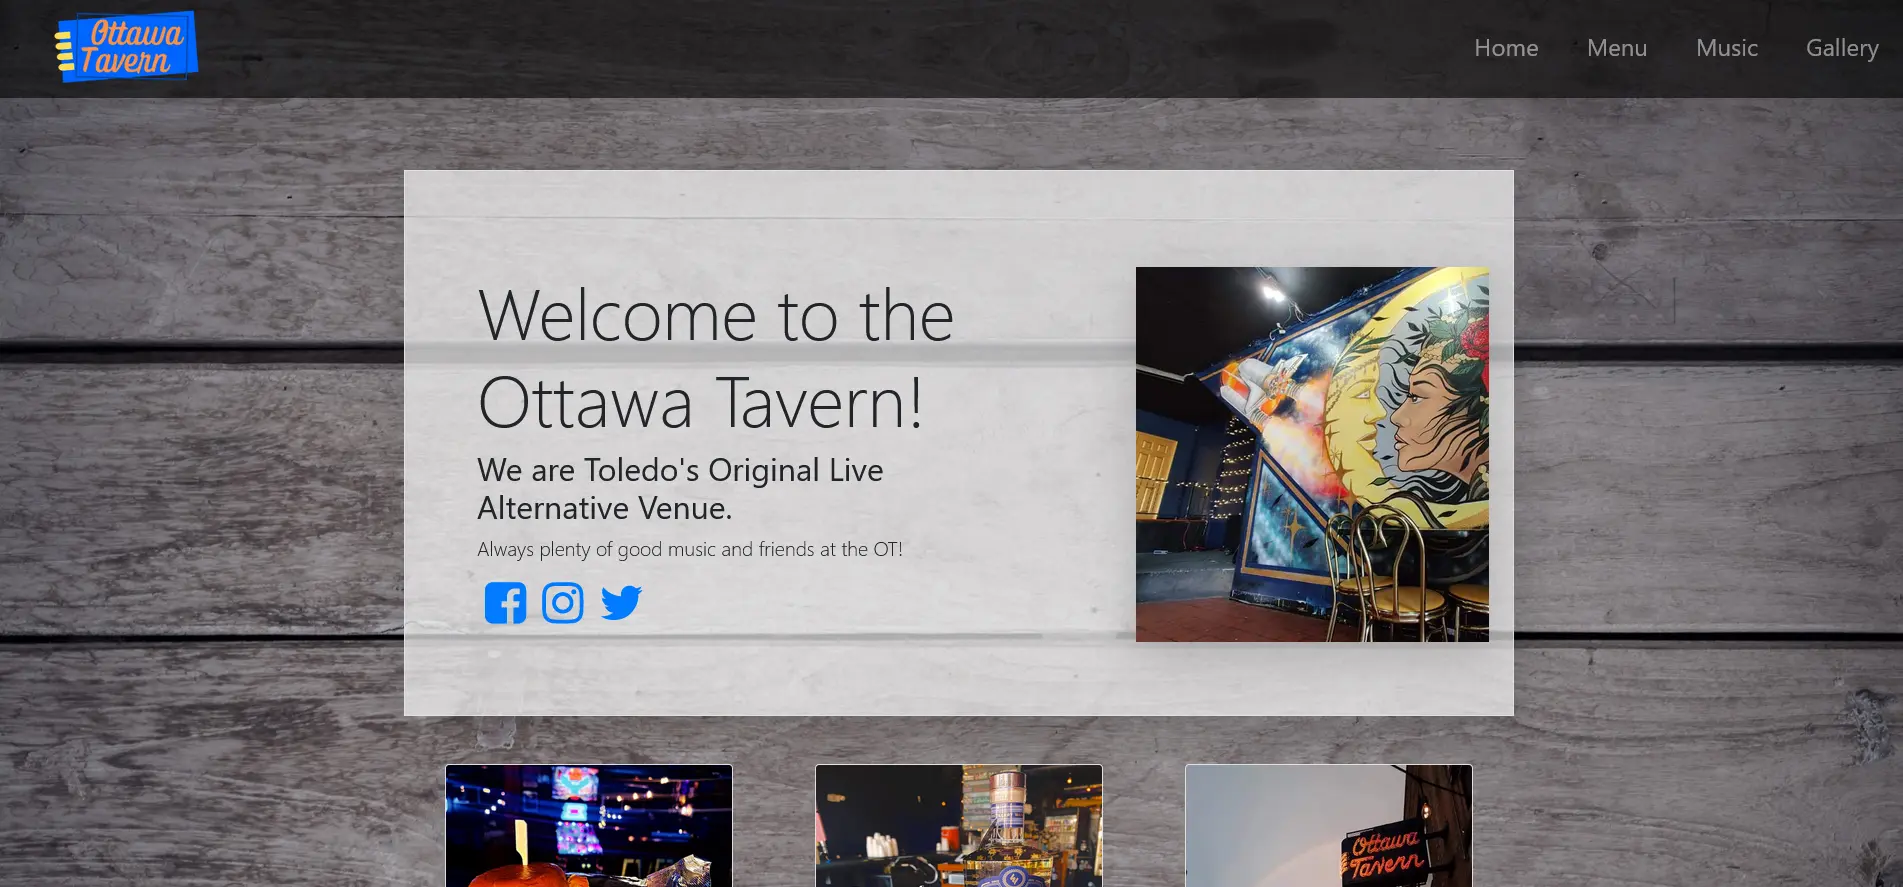 Ottawa
Tavern
Home
Menu
Music
Gallery
Welcome to the
Ottawa Tavern!
We are Toledo's Original Live
Alternative Venue.
Always plenty of good music and friends at the OT!
Ottawa
Tavern